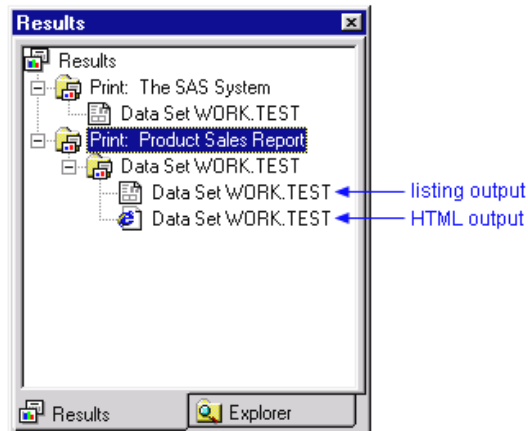 Results
Results
Print: The SAS System
Data Set WORK.TEST
Print: Product Sales Report
Data Set WORK.TEST
Data Set WORK.TEST listing output
Data Set WORK.TEST HTML output
Results Explorer